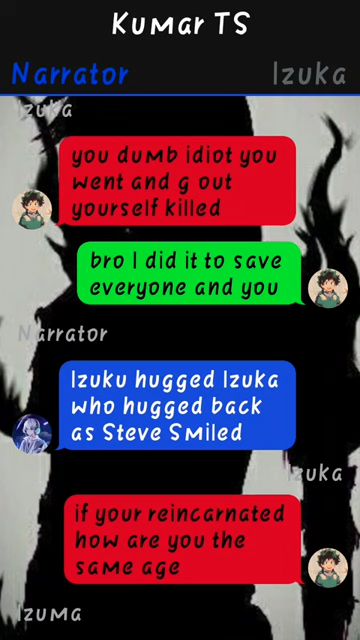 Kumar TS
Narrator Izuka
Izuka
you dumb idiot you
went and g out
yourself killed
bro I did it to save
everyone and you
Narrator
Izuku hugged Izuka
who hugged back
as Steve Smiled
Izuka
if your reincarnated
how are you the
same age
Izuma